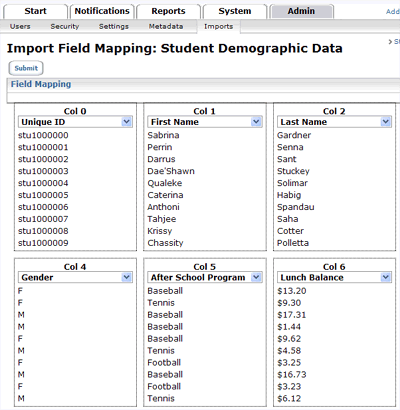 Start Notifications Reports System Admin Add
Users Security Settings Metadata Imports
Import Field Mapping: Student Demographic Data
> S
Submit
Field Mapping
Col 0 Col 1 Col 2
Unique ID First Name Last Name
stu1000000 Sabrina Gardner
stu1000001 Perrin Senna
stu1000002 Darrus Sant
stu1000003 Dae'Shawn Stuckey
stu1000004 Qualeke Solimar
stu1000005 Caterina Habig
stu1000006 Anthoni Spandau
stu1000007 Tahjee Saha
stu1000008 Krissy Cotter
stu1000009 Chassity Polletta
Col 4 Col 5 Col 6
Gender After School Program Lunch Balance
F Baseball $13.20
F Tennis $9.30
M Baseball $17.31
M Baseball $1.44
F Baseball $9.62
M Tennis $4.58
F Football $3.25
M Baseball $16.73
F Football $3.23
M Tennis $6.12